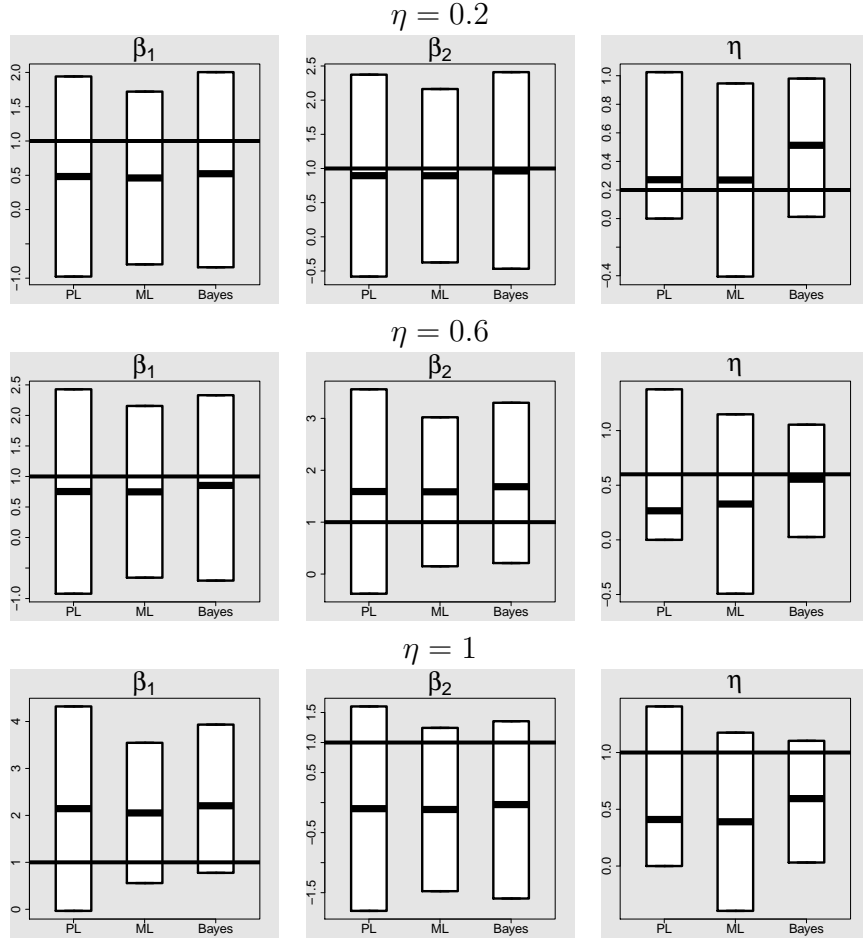 η = 0.2
β1 β2 η
2.0 1.5 1.0 0.5 0.0 −1.0
PL ML Bayes
2.5 2.0 1.5 1.0 0.5 −0.5
PL ML Bayes
1.0 0.8 0.6 0.4 0.2 0.0 −0.4
PL ML Bayes
η = 0.6
β1 β2 η
2.5 2.0 1.5 1.0 0.5 0.0 −1.0
PL ML Bayes
3 2 1 0
PL ML Bayes
1.0 0.5 0.0 −0.5
PL ML Bayes
η = 1
β1 β2 η
4 3 2 1 0
PL ML Bayes
1.5 1.0 0.5 −0.5 −1.5
PL ML Bayes
1.0 0.5 0.0
PL ML Bayes